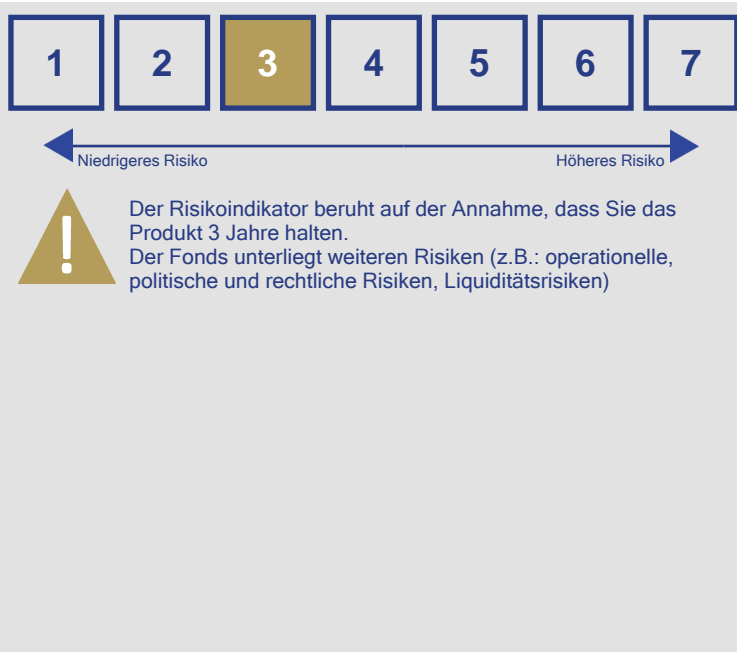 1 2 3 4 5 6 7
Niedrigeres Risiko Höheres Risiko
!
Der Risikoindikator beruht auf der Annahme, dass Sie das
Produkt 3 Jahre halten.
Der Fonds unterliegt weiteren Risiken (z.B.: operationelle,
politische und rechtliche Risiken, Liquiditätsrisiken)